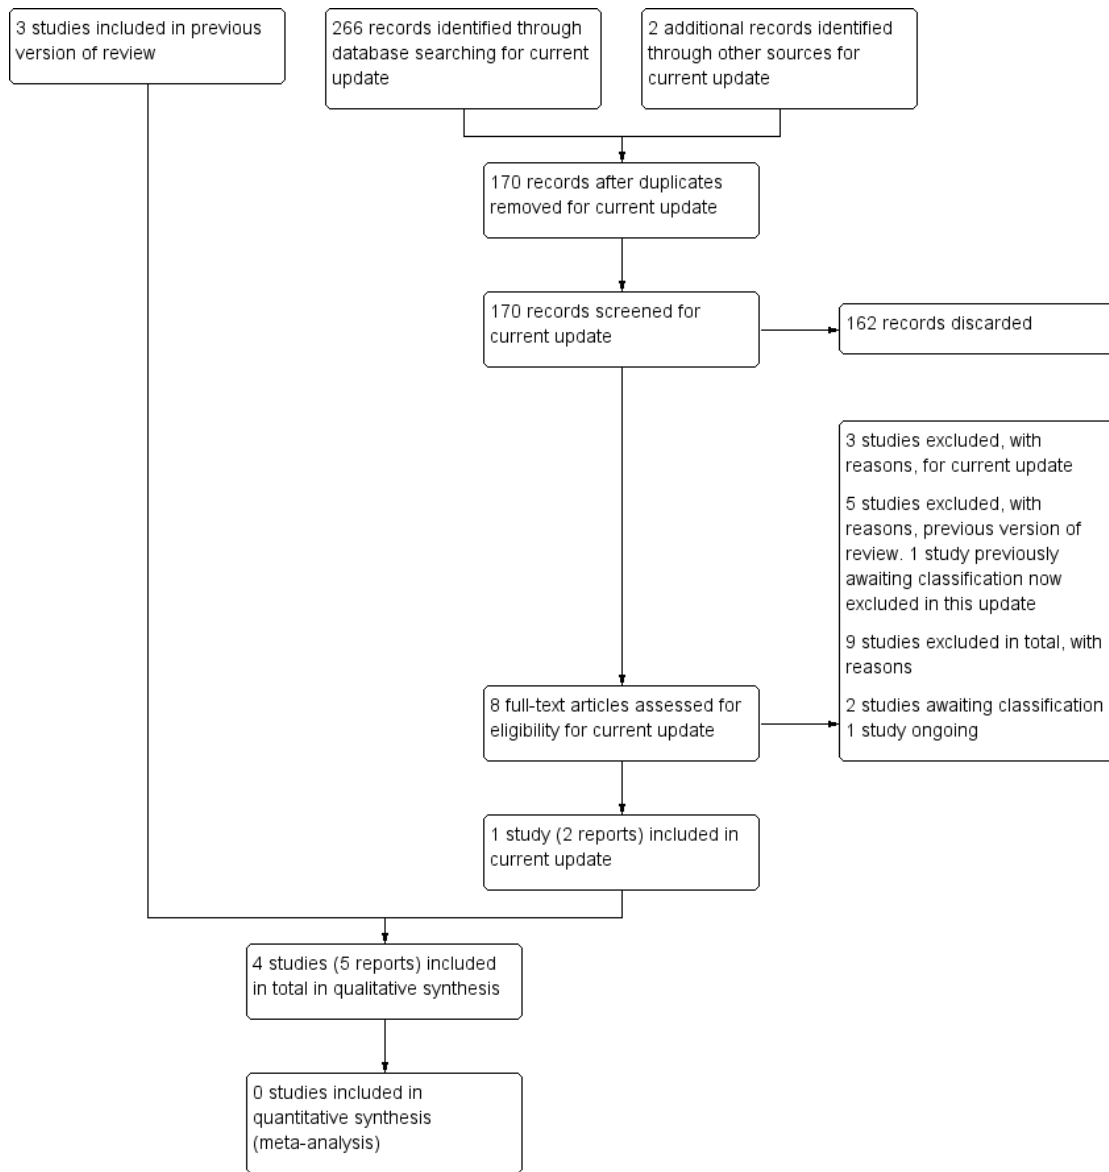 3 studies included in previous
version of review
266 records identified through
database searching for current
update
2 additional records identified
through other sources for
current update
170 records after duplicates
removed for current update
170 records screened for
current update
162 records discarded
3 studies excluded, with
reasons, for current update
5 studies excluded, with
reasons, previous version of
review. 1 study previously
awaiting classification now
excluded in this update
9 studies excluded in total, with
reasons
2 studies awaiting classification
1 study ongoing
8 full-text articles assessed for
eligibility for current update
1 study (2 reports) included in
current update
4 studies (5 reports) included
in total in qualitative synthesis
0 studies included in
quantitative synthesis
(meta-analysis)